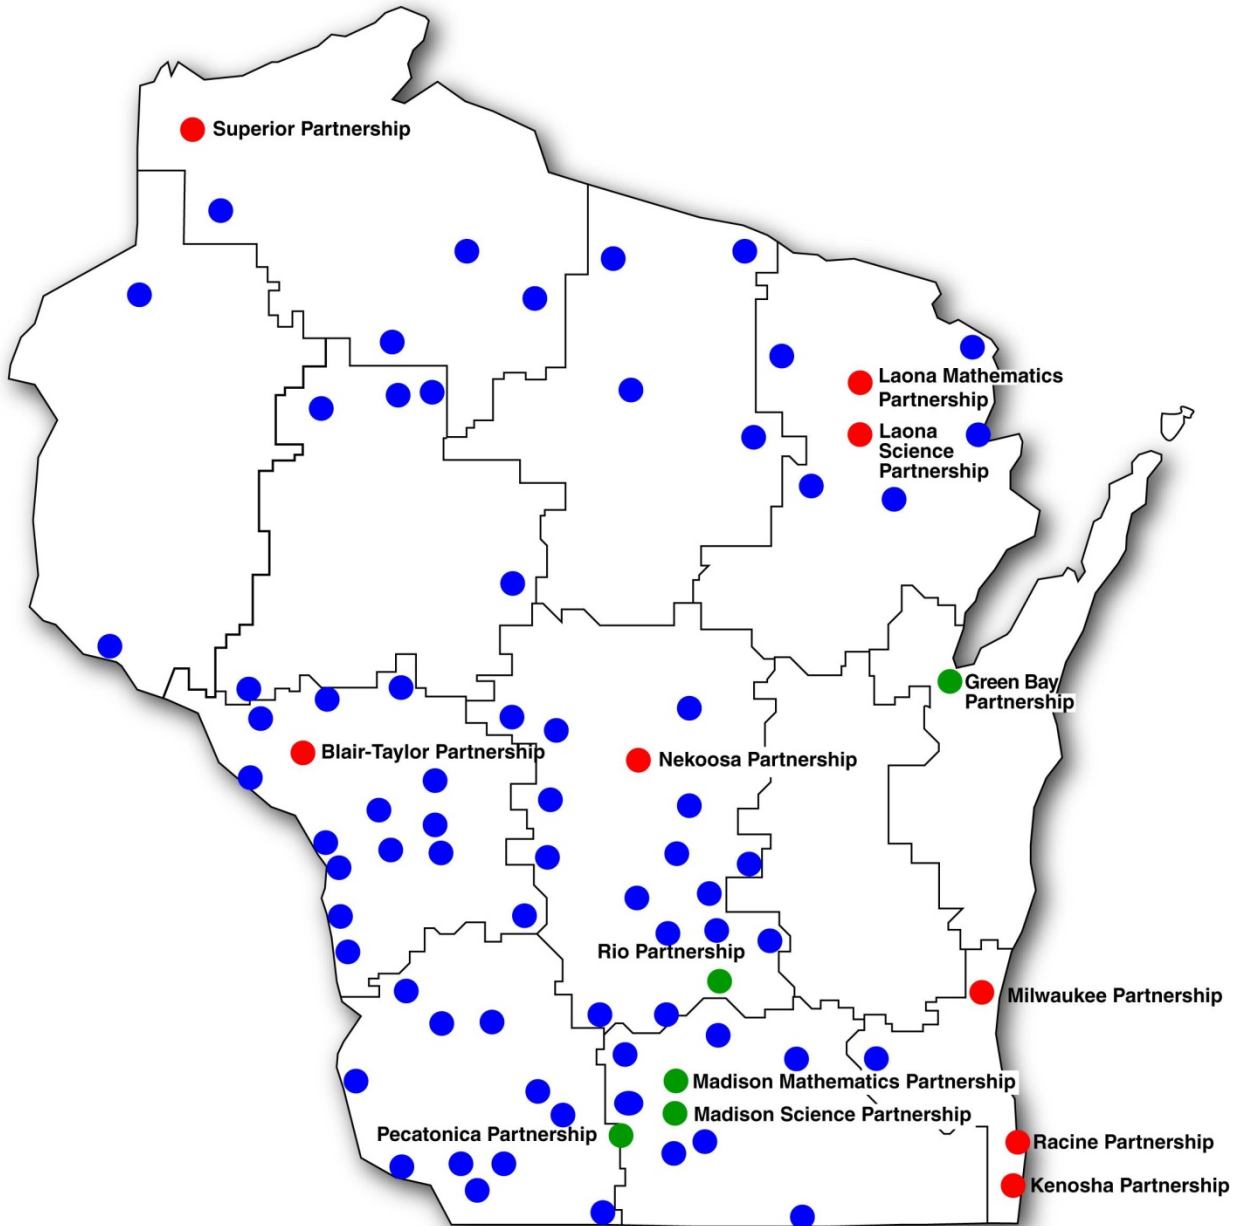 Superior Partnership
Laona Mathematics
Partnership
Laona
Science
Partnership
Green Bay
Partnership
Blair-Taylor Partnership
Nekoosa Partnership
Rio Partnership
Milwaukee Partnership
Madison Mathematics Partnership
Madison Science Partnership
Pecatonica Partnership
Racine Partnership
Kenosha Partnership